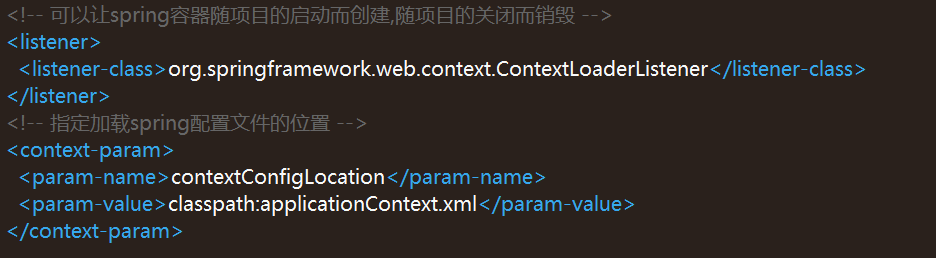 <!-- 可以让spring容器随项目的启动而创建,随项目的关闭而销毁 -->
<listener>
  <listener-class>org.springframework.web.context.ContextLoaderListener</listener-class>
</listener>
<!-- 指定加载spring配置文件的位置 -->
<context-param>
  <param-name>contextConfigLocation</param-name>
  <param-value>classpath:applicationContext.xml</param-value>
</context-param>